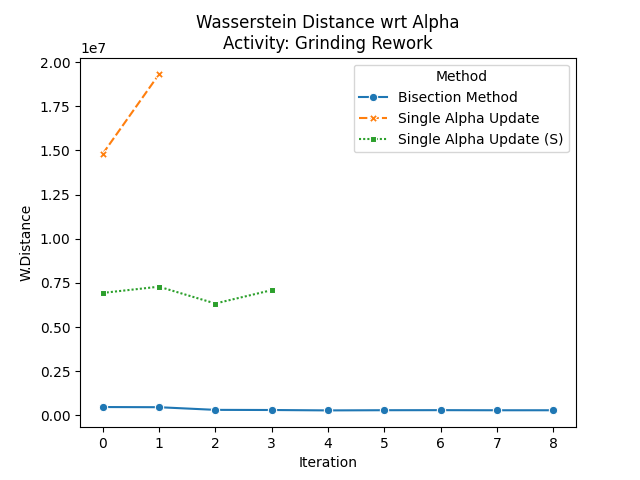 Wasserstein Distance wrt Alpha
Activity: Grinding Rework
1e7
2.00
1.75
1.50
1.25
1.00
0.75
0.50
0.25
0.00
W.Distance
Method
Bisection Method
Single Alpha Update
Single Alpha Update (S)
0 1 2 3 4 5 6 7 8
Iteration